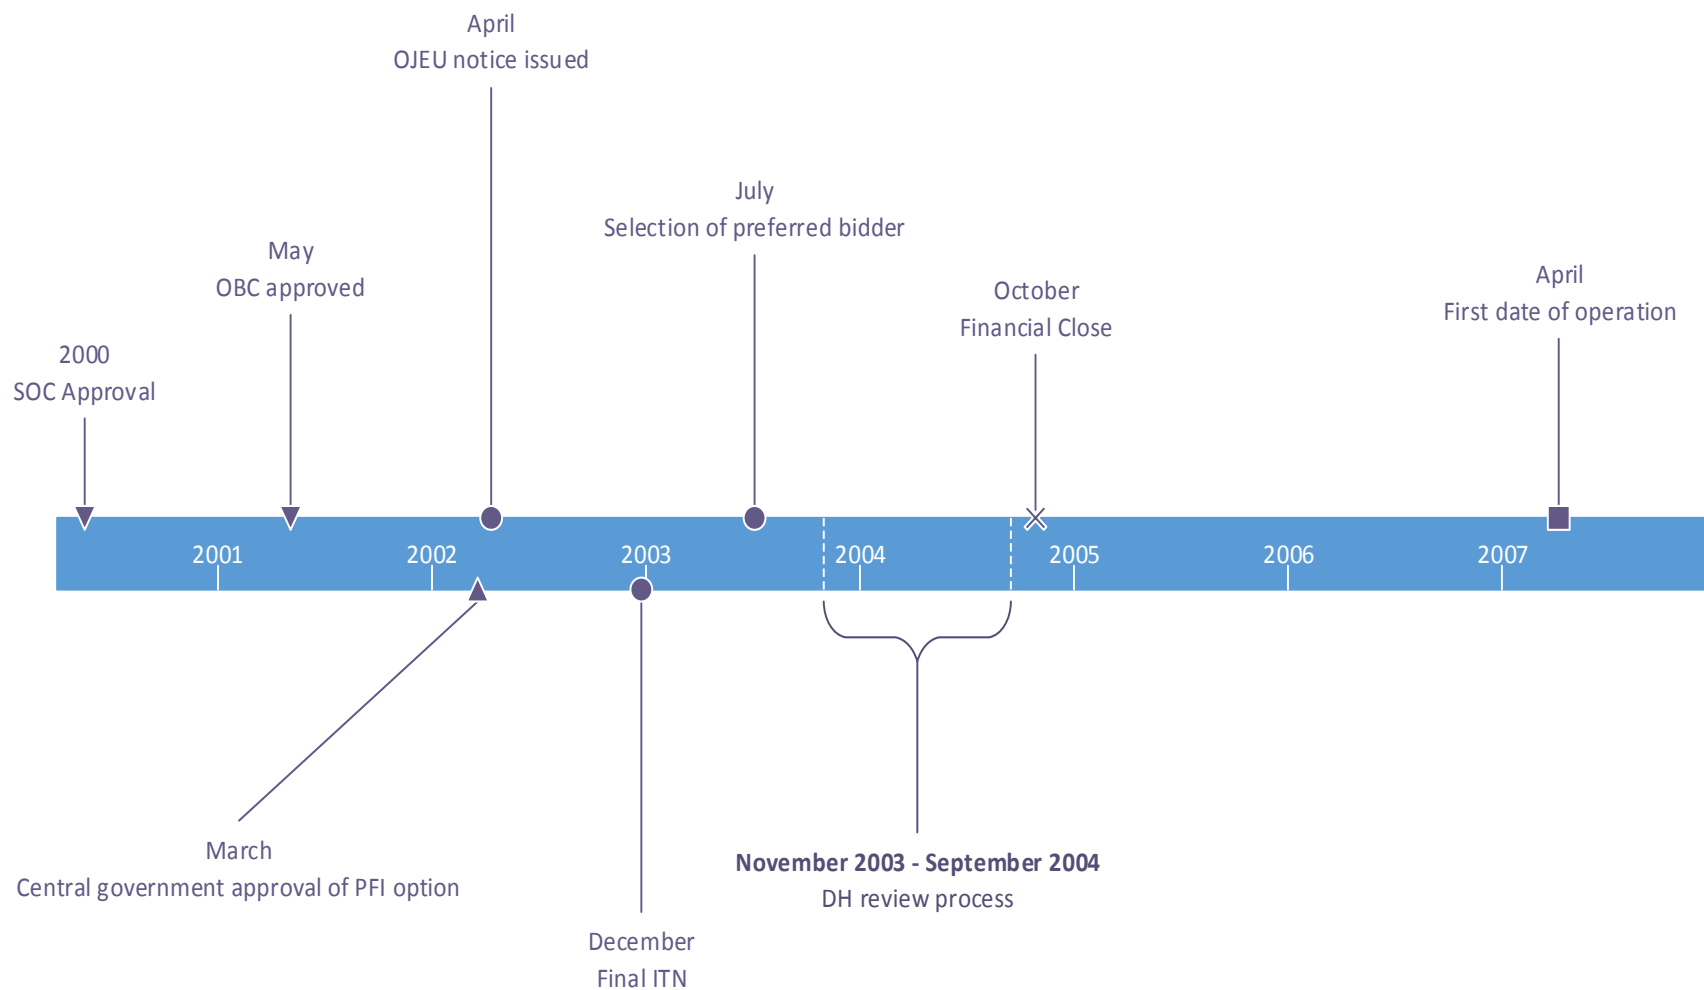 April
OJEU notice issued
July
Selection of preferred bidder
May
OBC approved
April
First date of operation
October
Financial Close
2000
SOC Approval
2001
2002
2003
2004
2005
2006
2007
March
Central government approval of PFI option
November 2003 - September 2004
DH review process
December
Final ITN